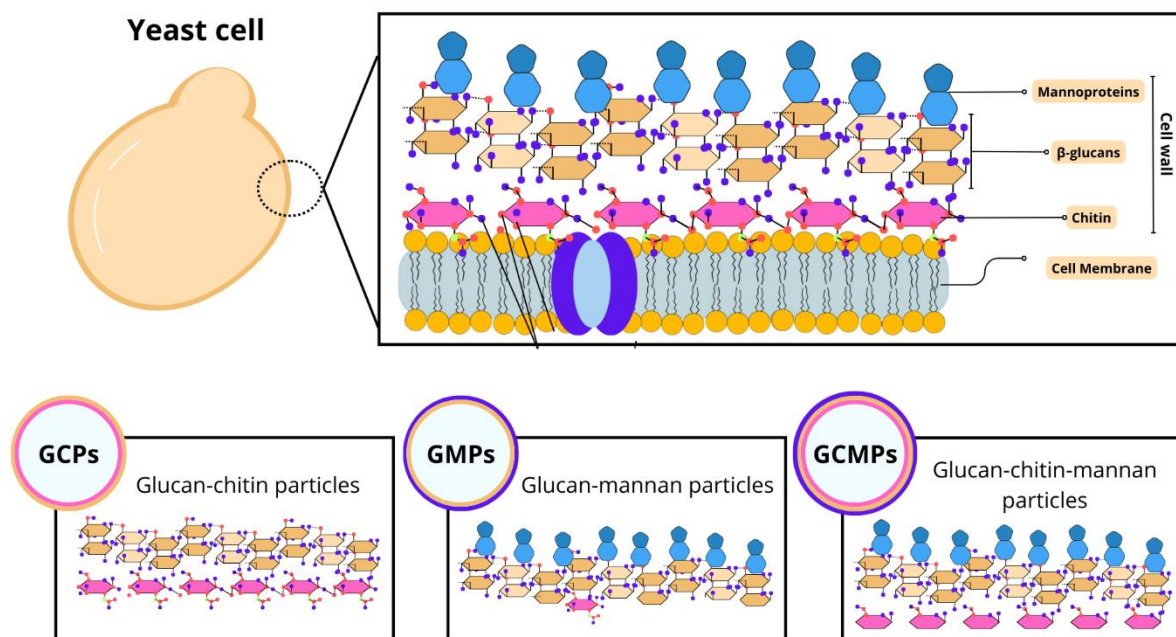 Yeast cell
Mannoproteins
β-glucans
Chitin
Cell Membrane
Cell wall
GCPs
Glucan-chitin particles
GMPs
Glucan-mannan particles
GCMPs
Glucan-chitin-mannan
particles